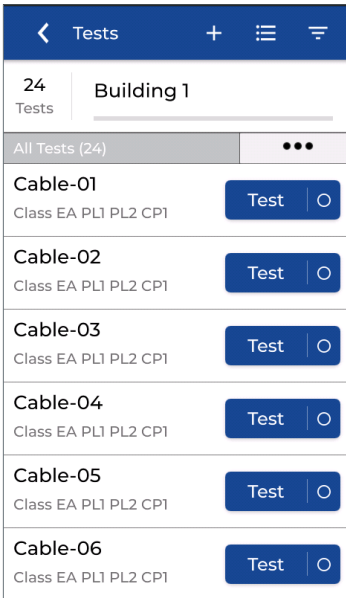 Tests
24
Tests
Building 1
All Tests (24)
Cable-01
Class EA PL1 PL2 CP1
Test
Cable-02
Class EA PL1 PL2 CP1
Test
Cable-03
Class EA PL1 PL2 CP1
Test
Cable-04
Class EA PL1 PL2 CP1
Test
Cable-05
Class EA PL1 PL2 CP1
Test
Cable-06
Class EA PL1 PL2 CP1
Test